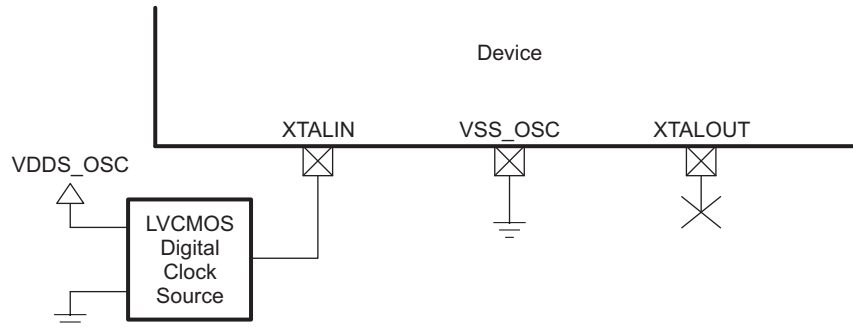 Device
XTALIN
VSS_OSC
XTALOUT
VDDS_OSC
LVCMOS
Digital
Clock
Source